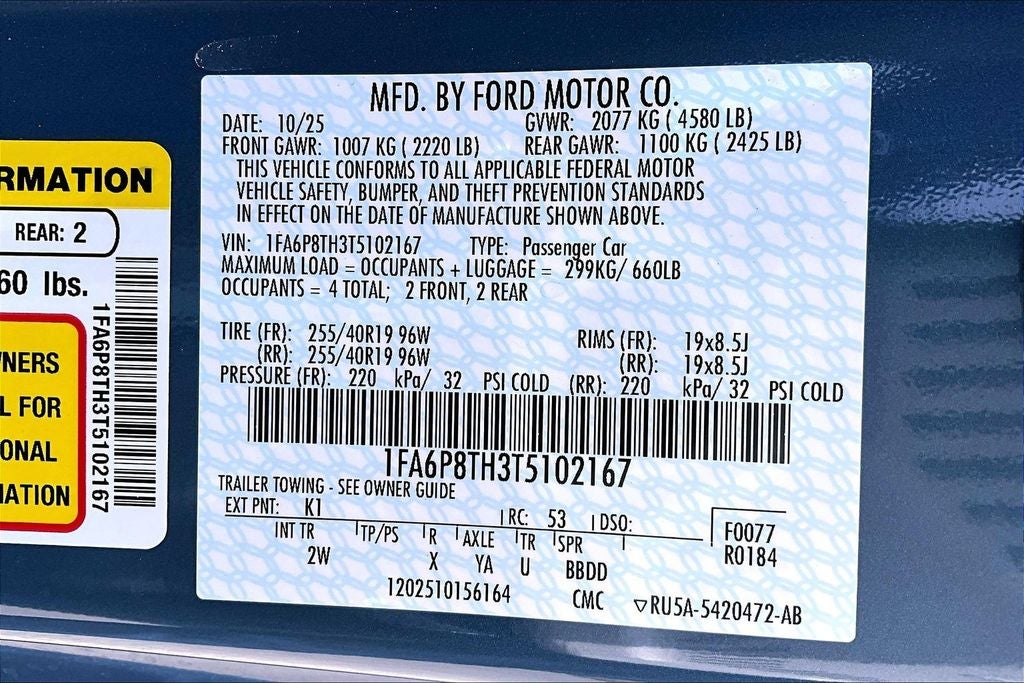 MFD. BY FORD MOTOR CO.
DATE: 10/25 GVWR: 2077 KG ( 4580 LB)
FRONT GAWR: 1007 KG ( 2220 LB) REAR GAWR: 1100 KG ( 2425 LB)
THIS VEHICLE CONFORMS TO ALL APPLICABLE FEDERAL MOTOR
VEHICLE SAFETY, BUMPER, AND THEFT PREVENTION STANDARDS
IN EFFECT ON THE DATE OF MANUFACTURE SHOWN ABOVE.
VIN: 1FA6P8TH3T5102167 TYPE: Passenger Car
MAXIMUM LOAD = OCCUPANTS + LUGGAGE = 299KG/ 660LB
OCCUPANTS = 4 TOTAL; 2 FRONT, 2 REAR
TIRE (FR): 255/40R19 96W RIMS (FR): 19x8.5J
(RR): 255/40R19 96W (RR): 19x8.5J
PRESSURE (FR): 220 kPa/ 32 PSI COLD (RR): 220 kPa/ 32 PSI COLD
1FA6P8TH3T5102167
TRAILER TOWING - SEE OWNER GUIDE
EXT PNT: K1 RC: 53 DSO: F0077
R0184
INT TR TP/PS R AXLE TR SPR
2W X YA U BBDD
1202510156164 CMC RU5A-5420472-AB
RMATION
REAR: 2
60 lbs.
NERS
L FOR
ONAL
MATION
1FA6P8TH3T5102167